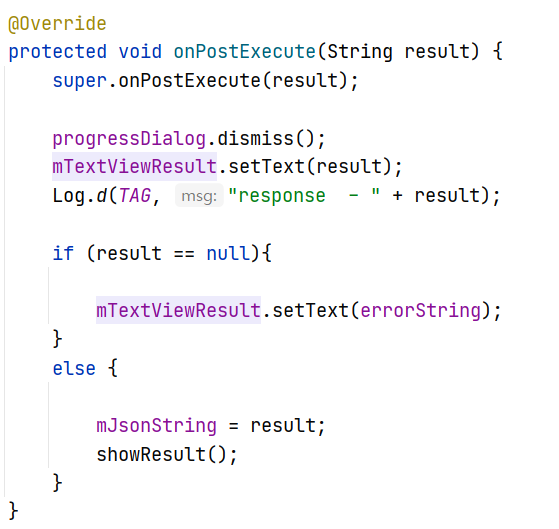 @Override
protected void onPostExecute(String result) {
    super.onPostExecute(result);

    progressDialog.dismiss();
    mTextViewResult.setText(result);
    Log.d(TAG, msg: "response  - " + result);

    if (result == null){

        mTextViewResult.setText(errorString);
    }
    else {

        mJsonString = result;
        showResult();
    }
}